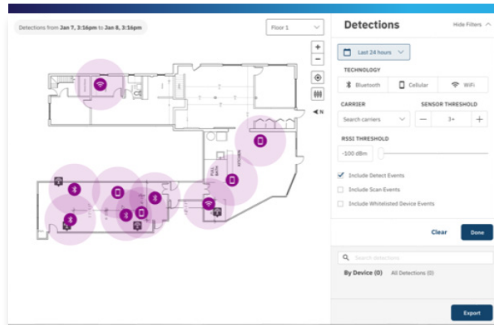 Detections from Jan 7, 3:16pm to Jan 8, 3:16pm
Floor 1
N
KITCHEN
Detections
Hide Filters
Last 24 hours
TECHNOLOGY
Bluetooth
Cellular
WiFi
CARRIER
SENSOR THRESHOLD
Search carriers
3+
RSSI THRESHOLD
-100 dBm
Include Detect Events
Include Scan Events
Include Whitelisted Device Events
Clear
Done
Search detections
By Device (0)
All Detections (0)
Export